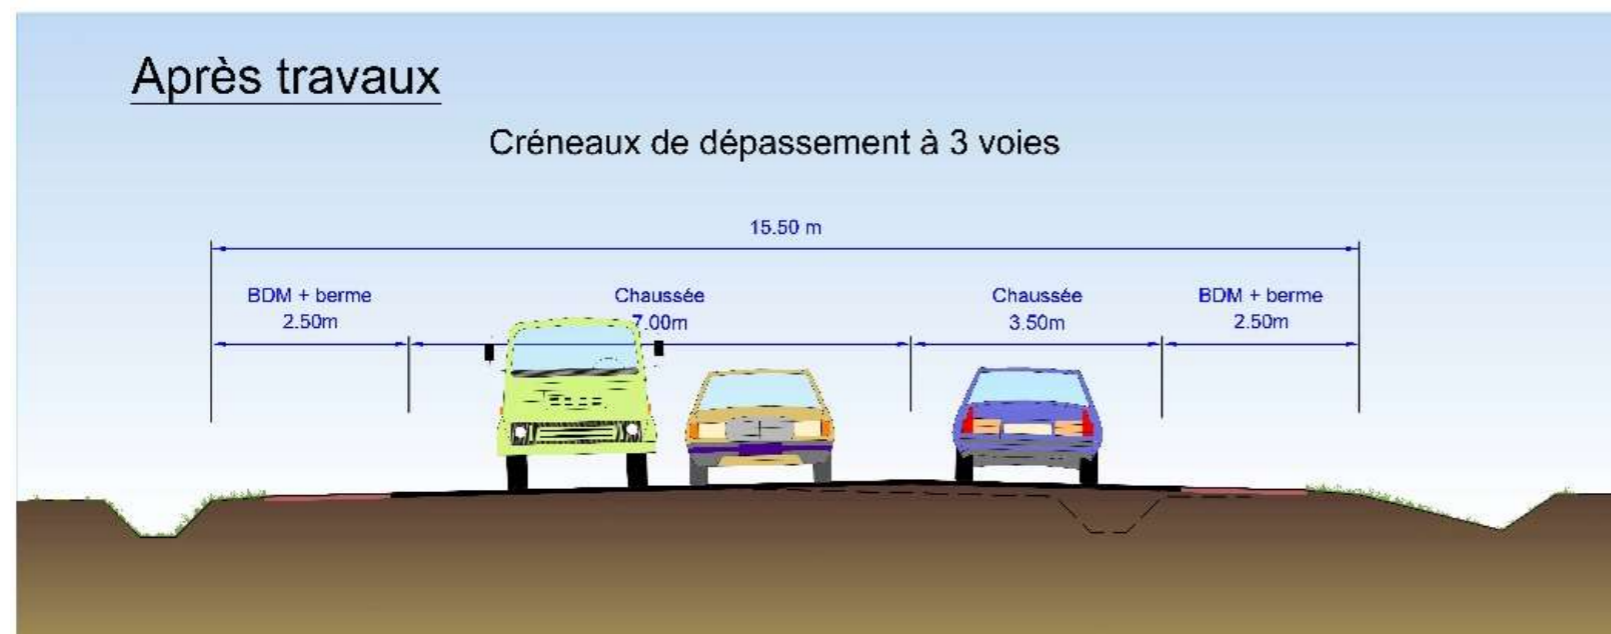 Après travaux
Créneaux de dépassement à 3 voies
15.50 m
BDM + berme
2.50m
Chaussée
7.00m
Chaussée
3.50m
BDM + berme
2.50m